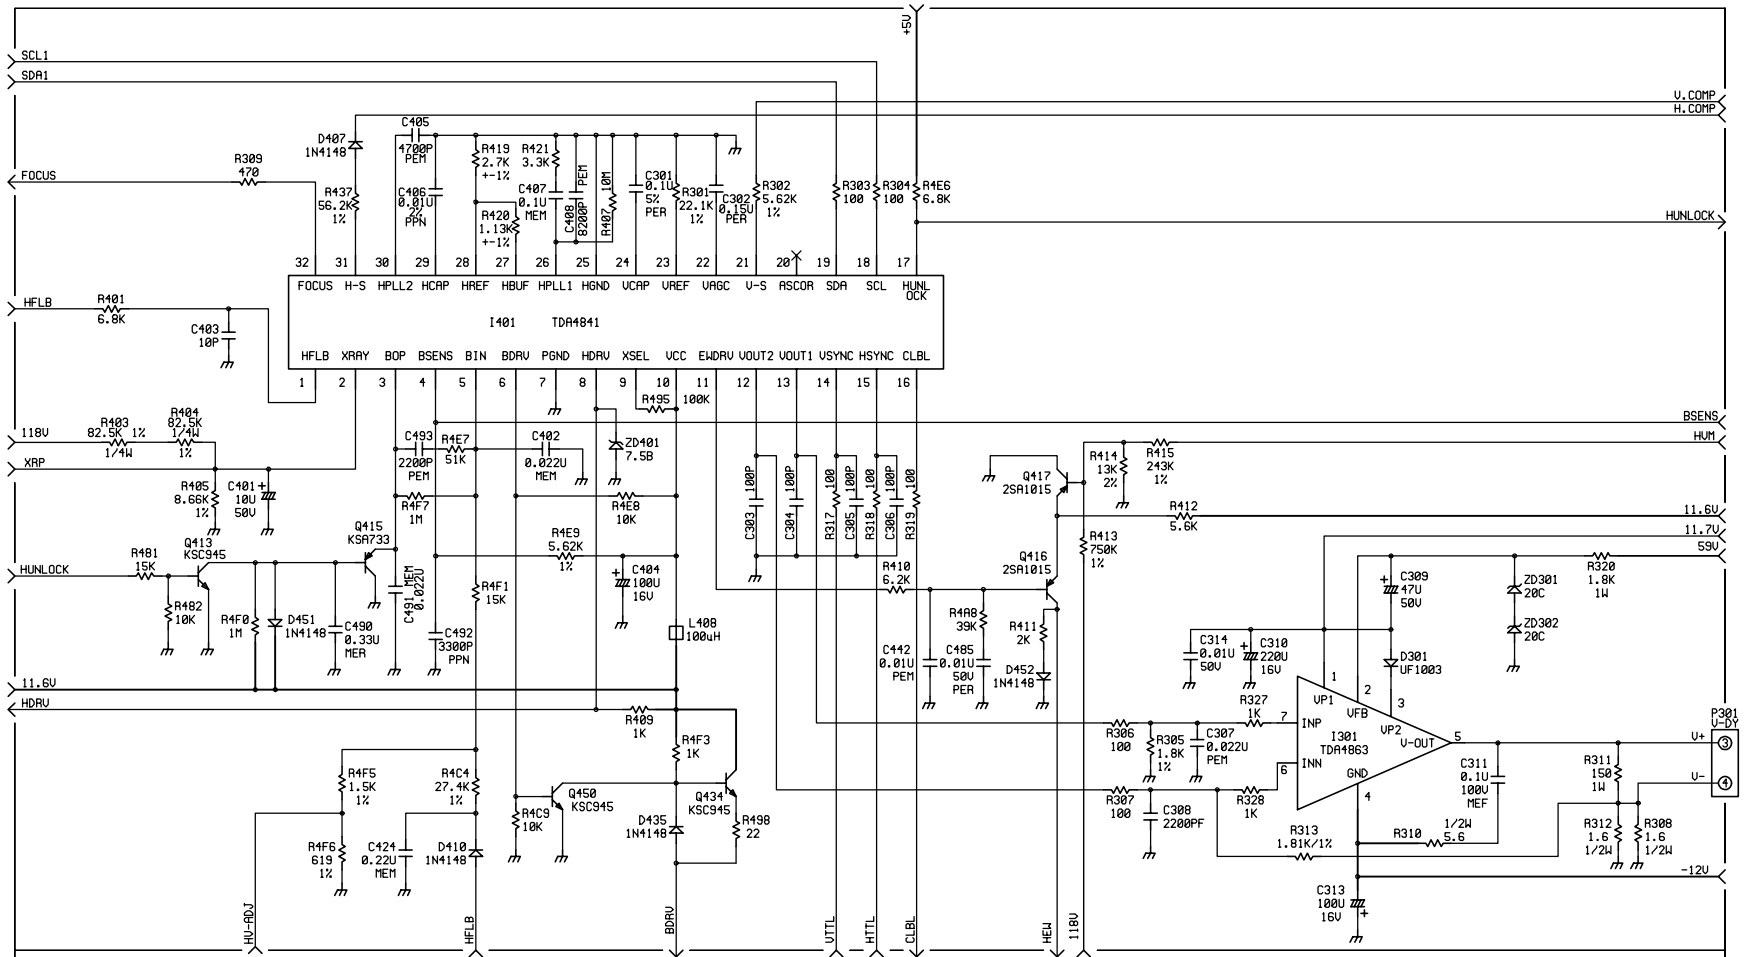 +5V
SCL1
SDA1
V.COMP
H.COMP
C405
4700P
PEM
D407
1N4148
R309
470
FOCUS
R437
56.2K
1%
C406
0.01U
2%
PPN
R419
2.7K
+-1%
R420
1.13K
+-1%
R421
3.3K
C407
0.1U
MEM
C408
8200P
PEM
R407
10M
C301
0.1U
5%
PER
R301
22.1K
1%
C302
0.15U
PER
R302
5.62K
1%
R303
100
R304
100
R4E6
6.8K
HUNLOCK
32 31 30 29 28 27 26 25 24 23 22 21 20 19 18 17
FOCUS H-S HPLL2 HCAP HREF HBUF HPLL1 HGND VCAP VREF VAGC V-S ASCOR SDA SCL HUNL
OCK
I401 TDA4841
HFLB XRAY BOP BSENS BIN BDRV PGND HDRV XSEL VCC EWDRV VOUT2 VOUT1 VSYNC HSYNC CLBL
1 2 3 4 5 6 7 8 9 10 11 12 13 14 15 16
HFLB
R401
6.8K
C403
10P
R495
100K
BSENS
118V
R403
82.5K 1%
1/4W
R404
82.5K
1/4W
1%
XRP
R405
8.66K
1%
C401
+
10U
50V
C493
2200P
PEM
R4E7
51K
C402
0.022U
MEM
ZD401
7.5B
R4F7
1M
R4E8
10K
R4E9
5.62K
1%
C404
+
100U
16V
C303
100P
C304
100P
R317
100
C305
100P
R318
100
C306
100P
R319
100
HVM
R414
13K
2%
R415
243K
1%
Q417
2SA1015
R412
5.6K
11.6V
11.7V
59V
R413
750K
1%
Q416
2SA1015
R410
6.2K
HUNLOCK
R481
15K
Q413
KSC945
Q415
KSA733
R482
10K
R4F0
1M
D451
1N4148
C490
0.33U
MER
C491
MEM
0.022U
C492
3300P
PPN
R4F1
15K
L408
100uH
C442
0.01U
PEM
C485
0.01U
50V
PER
R4A8
39K
R411
2K
D452
1N4148
C309
+
47U
50V
ZD301
20C
ZD302
20C
R320
1.8K
1W
C314
0.01U
50V
C310
+
220U
16V
D301
UF1003
11.6V
HDRV
R409
1K
R4F3
1K
R4F5
1.5K
1%
R4C4
27.4K
1%
Q450
KSC945
Q434
KSC945
R4C9
10K
D435
1N4148
R498
22
R4F6
619
1%
C424
0.22U
MEM
D410
1N4148
R306
100
R305
1.8K
1%
C307
0.022U
PEM
R327
1K
R307
100
C308
2200PF
R328
1K
1 2 3 4 5 6 7
VP1
VFB
VP2
INP
INN
GND
V-OUT
I301
TDA4863
C311
0.1U
100V
MEF
R311
150
1W
R313
1.81K/1%
R310
1/2W
5.6
R312
1.6
1/2W
R308
1.6
1/2W
P301
V-DY
V+
3
V-
4
-12V
C313
100U
16V
+
HV-ADJ
HFLB
BDRV
VTTL
HTTL
CLBL
HEW
118V